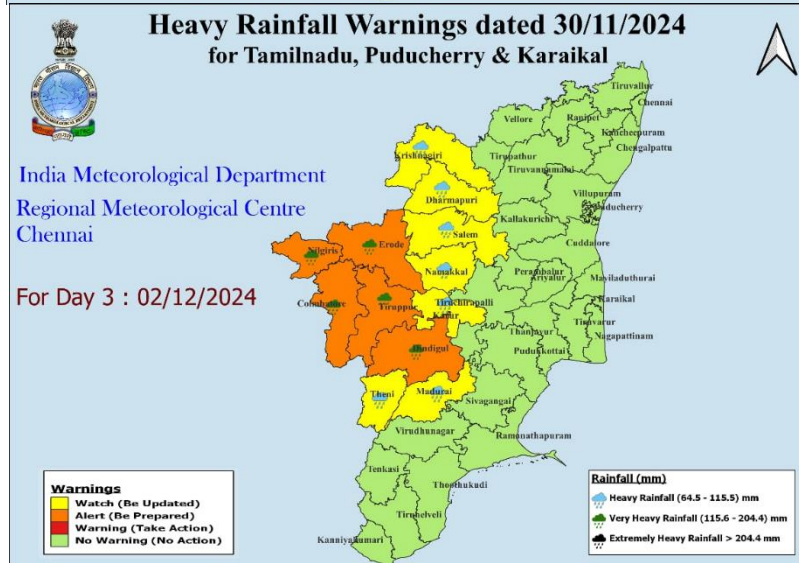 Heavy Rainfall Warnings dated 30/11/2024
for Tamilnadu, Puducherry & Karaikal
India Meteorological Department
Regional Meteorological Centre
Chennai
For Day 3 : 02/12/2024
Tiruvallur
Chennai
Vellore
Ranipet
Kancheepuram
Chengalpattu
Krishnagiri
Tirupathur
Tiruvannamalai
Dharmapuri
Villupuram
Puducherry
Kallakurichi
Salem
Erode
Nilgiris
Cuddalore
Namakkal
Perambalur
Ariyalur
Mayiladuthurai
Karaikal
Coimbatore
Tiruppur
Tiruchirapalli
Karur
Thanjavur
Tiruvarur
Nagapattinam
Dindigul
Pudukkottai
Theni
Madurai
Sivagangai
Virudhunagar
Ramanathapuram
Tenkasi
Thoothukudi
Tirunelveli
Kanniyakumari
Warnings
Watch (Be Updated)
Alert (Be Prepared)
Warning (Take Action)
No Warning (No Action)
Rainfall (mm)
Heavy Rainfall (64.5 - 115.5) mm
Very Heavy Rainfall (115.6 - 204.4) mm
Extremely Heavy Rainfall > 204.4 mm